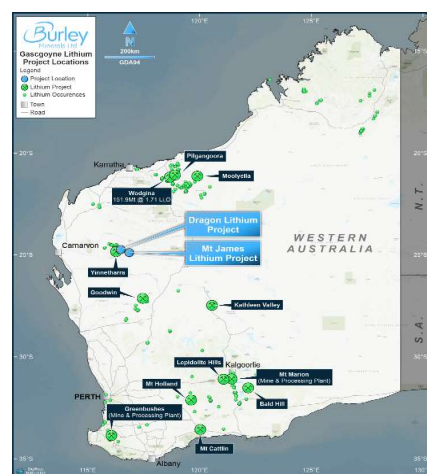 Burley
Minerals Ltd
Gascgoyne Lithium
Project Locations
Legend
Project Location
Lithium Project
Lithium Occurences
Town
Road
N
200km
GDA94
120°E
125°E
20°S
25°S
30°S
35°S
Karratha
Pilgangoora
Wodgina
151.9Mt @ 1.71 Li₂O
Moolyella
Dragon Lithium
Project
Mt James
Lithium Project
Carnarvon
Yinnetharra
WESTERN
AUSTRALIA
N.T.
S.A.
Goodwin
Kathleen Valley
Lepidolite Hills
Kalgoorlie
Mt Marion
(Mine & Processing Plant)
Mt Holland
Bald Hill
PERTH
Greenbushes
(Mine & Processing Plant)
Mt Cattlin
Albany
115°E
120°E
125°E